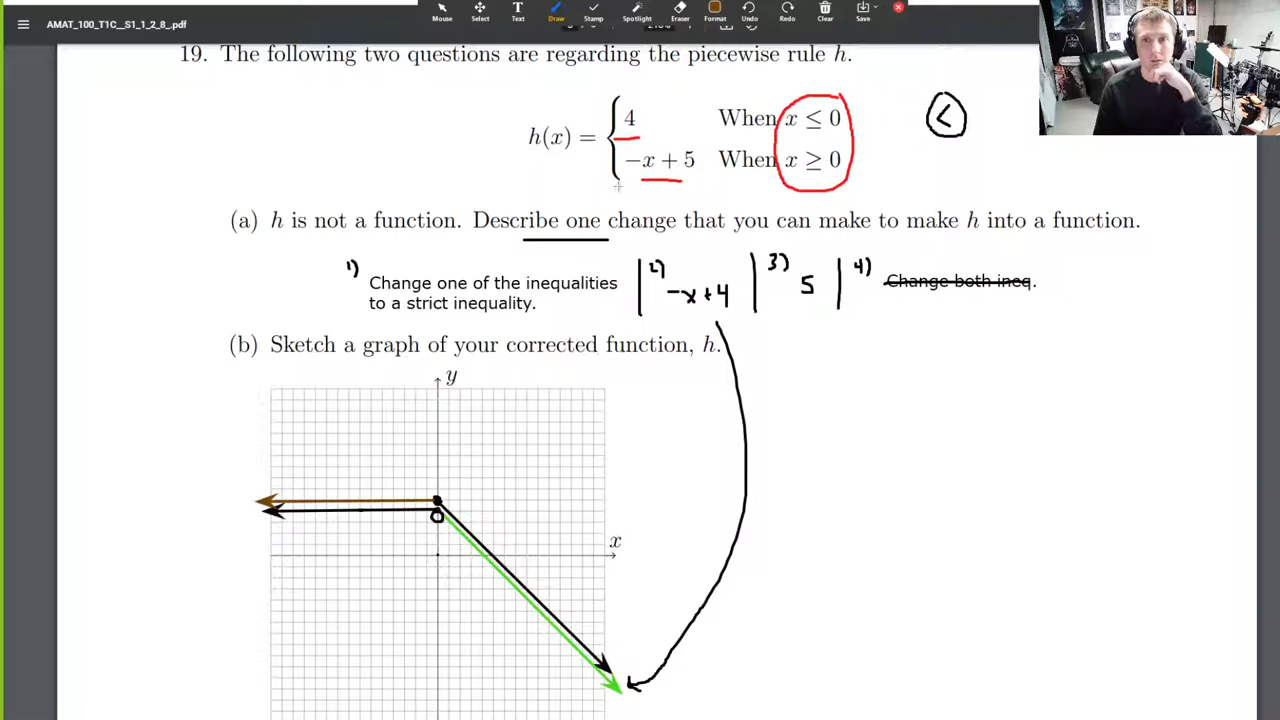 AMAT_100_T1C__S1_1_2_8_.pdf
Mouse Select Text Draw Stamp Spotlight Eraser Format Undo Redo Clear Save
19. The following two questions are regarding the piecewise rule h.
4 When x ≤ 0
<
h(x) = {
−x + 5 When x ≥ 0
(a) h is not a function. Describe one change that you can make to make h into a function.
1) Change one of the inequalities
to a strict inequality.
2) -x+4
3) 5
4) Change both ineq.
(b) Sketch a graph of your corrected function, h.
y
x